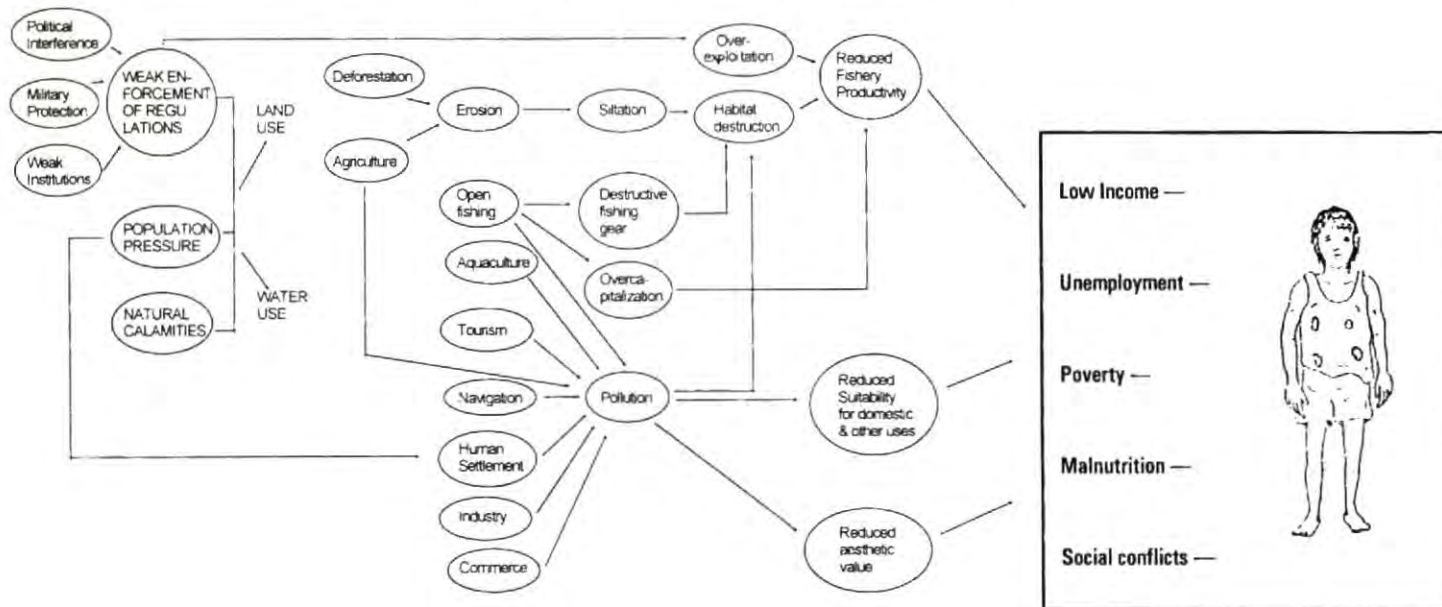 Political
Interference
Military
Protection
Weak
Institutions
WEAK EN-
FORCEMENT
OF REGU
LATIONS
LAND
USE
POPULATION
PRESSURE
NATURAL
CALAMITIES
WATER
USE
Deforestation
Agriculture
Erosion
Siltation
Over-
exploitation
Habitat
destruction
Reduced
Fishery
Productivity
Open
fishing
Destructive
fishing
gear
Aquaculture
Overca-
pitalization
Tourism
Navigation
Human
Settlement
Industry
Commerce
Pollution
Reduced
Suitability
for domestic
& other uses
Reduced
aesthetic
value
Low Income —
Unemployment —
Poverty —
Malnutrition —
Social conflicts —